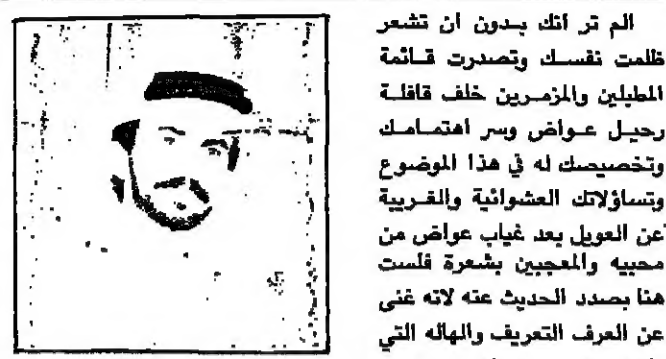 الم تر انك بدون ان تشعر
ظلمت نفسك وتصدرت قائمة
المطبلين والمزمرين خلف قافلة
رحيل عواض وسر اهتمامك
وتخصيصك له في هذا الموضوع
وتساؤلاتك العشوائية والغريبة
عن العويل بعد غياب عواض من
محبيه والمعجبين بشعرة فلست
هنا بصدد الحديث عنه لانه غنى
عن العرف التعريف والهاله التي